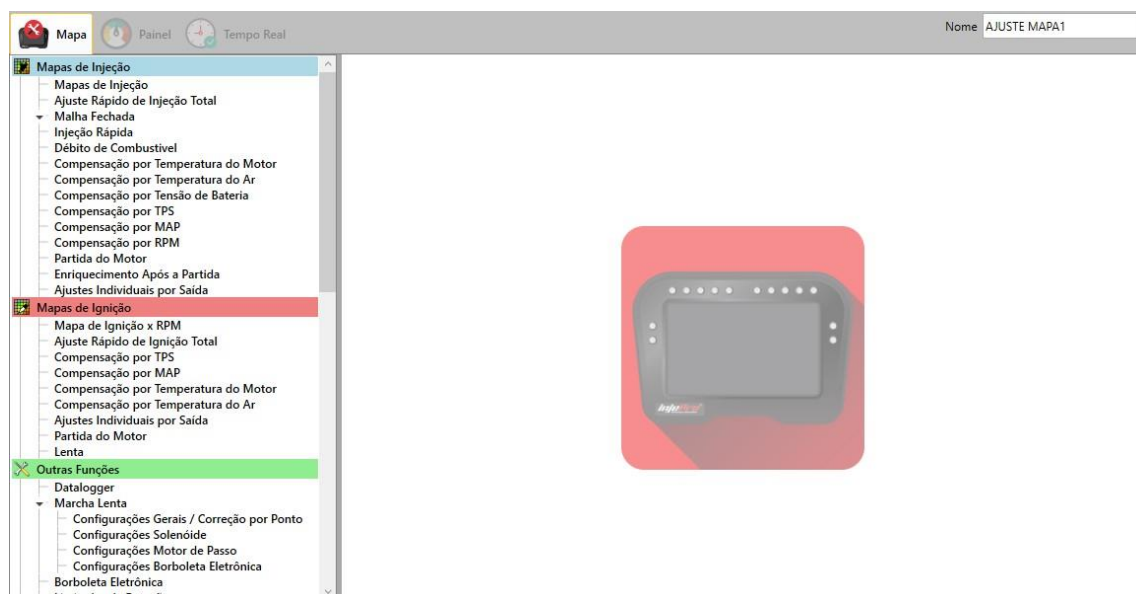 Mapa
Painel
Tempo Real
Nome
AJUSTE MAPA1
Mapas de Injeção
Mapas de Injeção
Ajuste Rápido de Injeção Total
Malha Fechada
Injeção Rápida
Débito de Combustivel
Compensação por Temperatura do Motor
Compensação por Temperatura do Ar
Compensação por Tensão de Bateria
Compensação por TPS
Compensação por MAP
Compensação por RPM
Partida do Motor
Enriquecimento Após a Partida
Ajustes Individuais por Saída
Mapas de Ignição
Mapa de Ignição x RPM
Ajuste Rápido de Ignição Total
Compensação por TPS
Compensação por MAP
Compensação por Temperatura do Motor
Compensação por Temperatura do Ar
Ajustes Individuais por Saída
Partida do Motor
Lenta
Outras Funções
Datalogger
Marcha Lenta
Configurações Gerais / Correção por Ponto
Configurações Solenóide
Configurações Motor de Passo
Configurações Borboleta Eletrônica
Borboleta Eletrônica